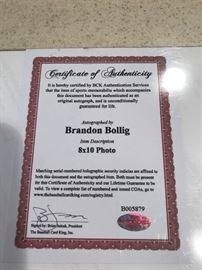 Certificate of Authenticity
It is hereby certified by BCK Authentication Services
that the item of sports memorabilia which accompanies
this document has been authenticated as an
original autograph, and is unconditionally
guaranteed for life.
Autographed by
Brandon Bollig
Item Description
8x10 Photo
Matching serial-numbered holographic security insignias are affixed to
both this document and the autographed item. Both must be present
for this Certificate of Authenticity and our Lifetime Guarantee to be
valid. To view a complete list of numbered and issued COAs, go to
www.thebaseballcardking.com/registry.html.
B005879
President
The Baseball Card King, Inc.